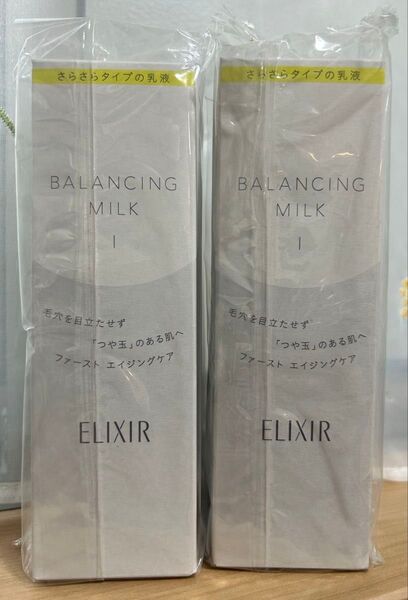 さらさらタイプの乳液
BALANCING
MILK
I
毛穴を目立たせず
「つや玉」のある肌へ
ファースト エイジングケア
ELIXIR
さらさらタイプの乳液
BALANCING
MILK
I
毛穴を目立たせず
「つや玉」のある肌へ
ファースト エイジングケア
ELIXIR